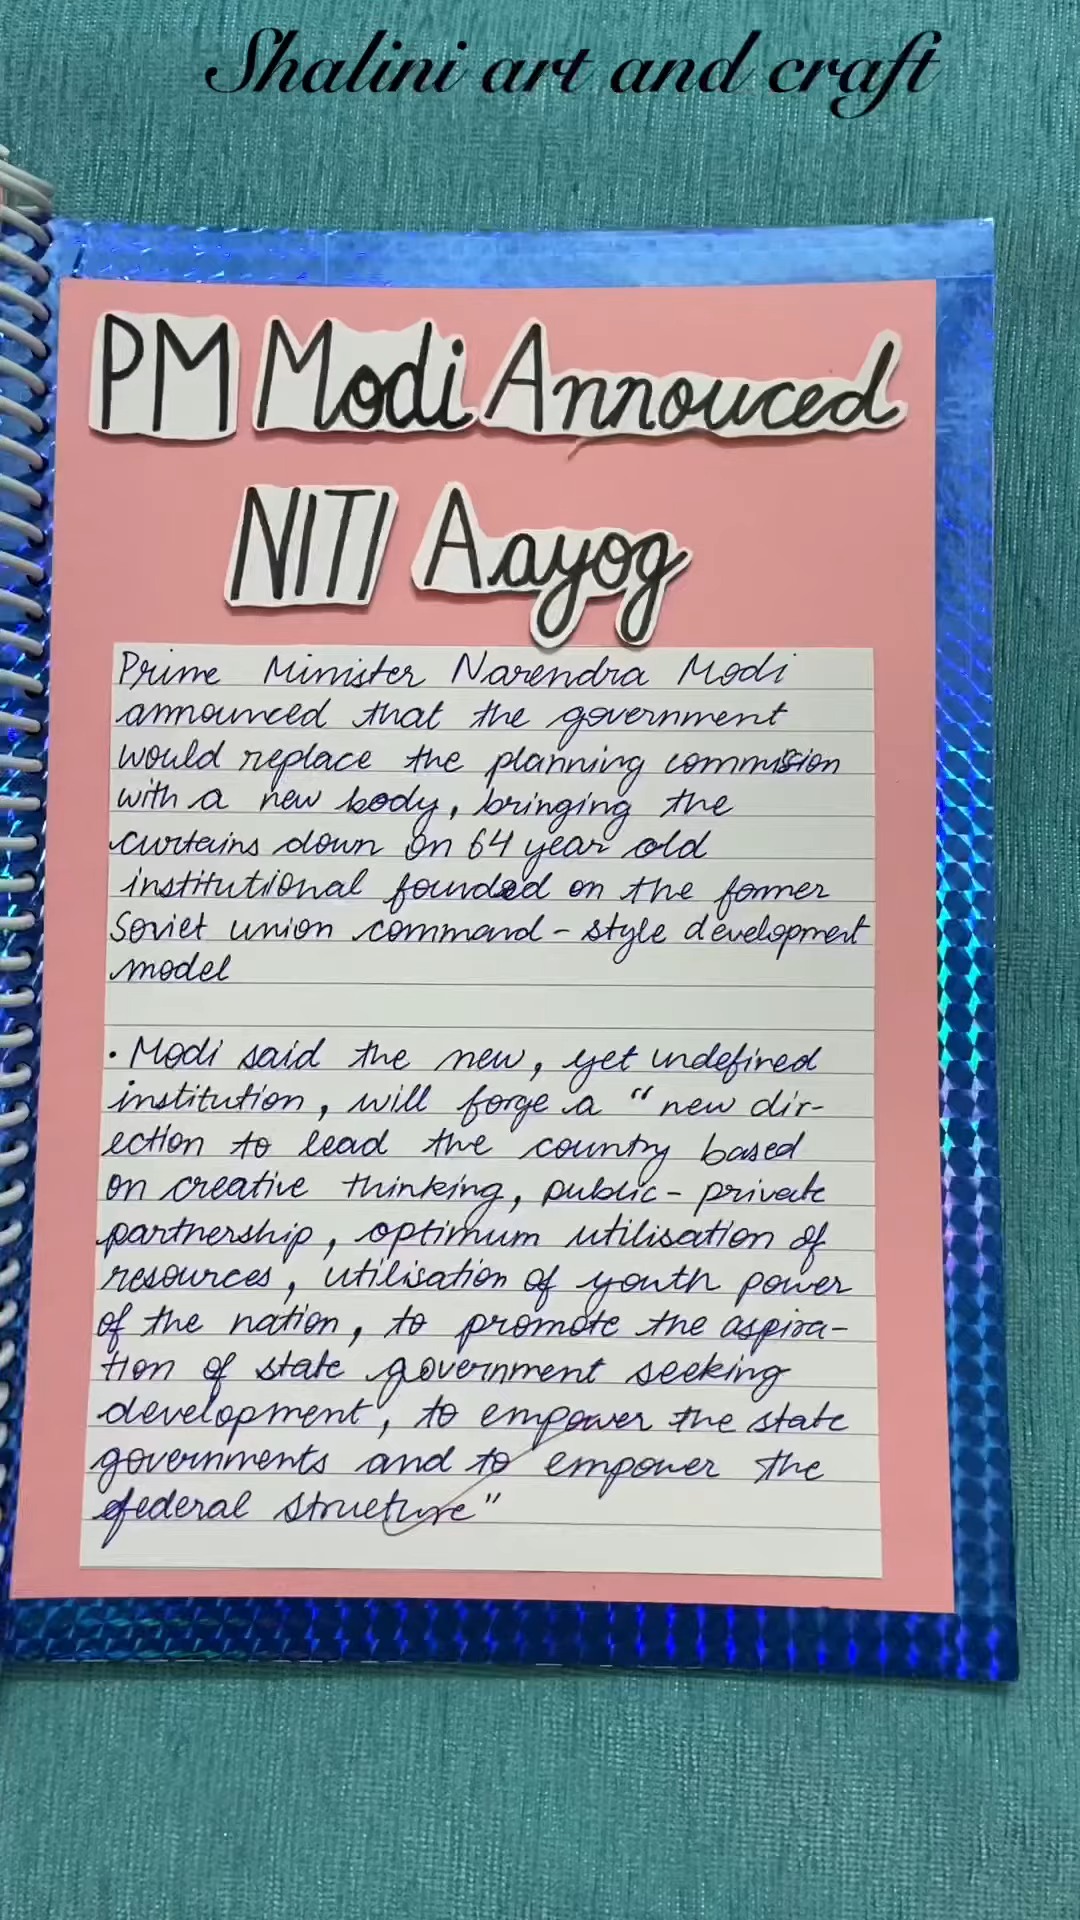 Shalini art and craft
PM Modi Annouced
NITI Aayog
Prime Minister Narendra Modi
announced that the government
would replace the planning commission
with a new body, bringing the
curtains down on 64 year old
institutional founded on the former
Soviet union command - style development
model
• Modi said the new, yet undefined
institution, will forge a "new dir-
ection to lead the country based
on creative thinking, public - private
partnership, optimum utilisation of
resources, utilisation of youth power
of the nation, to promote the aspira-
tion of state government seeking
development, to empower the state
governments and to empower the
federal structure"